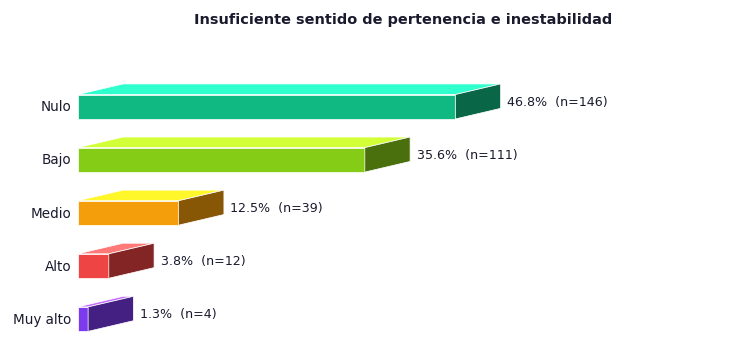 Insuficiente sentido de pertenencia e inestabilidad
Nulo 46.8% (n=146)
Bajo 35.6% (n=111)
Medio 12.5% (n=39)
Alto 3.8% (n=12)
Muy alto 1.3% (n=4)